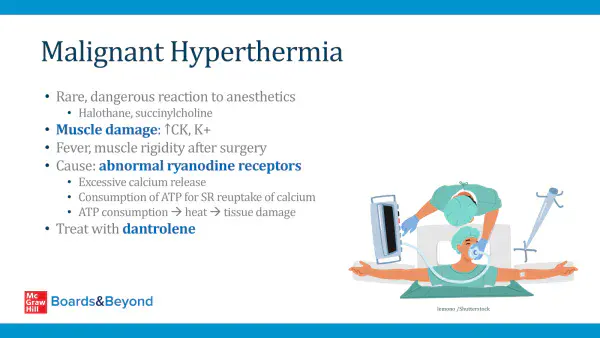 Malignant Hyperthermia
• Rare, dangerous reaction to anesthetics
• Halothane, succinylcholine
• Muscle damage: ↑CK, K+
• Fever, muscle rigidity after surgery
• Cause: abnormal ryanodine receptors
• Excessive calcium release
• Consumption of ATP for SR reuptake of calcium
• ATP consumption → heat → tissue damage
• Treat with dantrolene
Mc
Graw
Hill
Boards&Beyond
lemono /Shutterstock